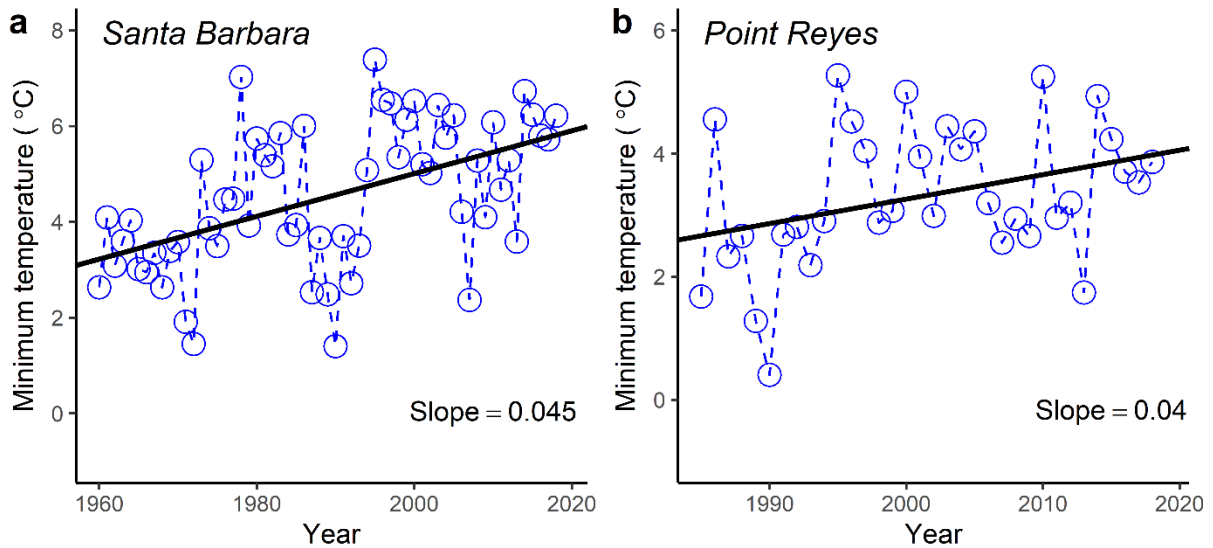 a Santa Barbara
Minimum temperature ( °C)
8
6
4
2
0
Slope = 0.045
1960 1980 2000 2020
Year
b Point Reyes
Minimum temperature ( °C)
6
4
2
0
Slope = 0.04
1990 2000 2010 2020
Year